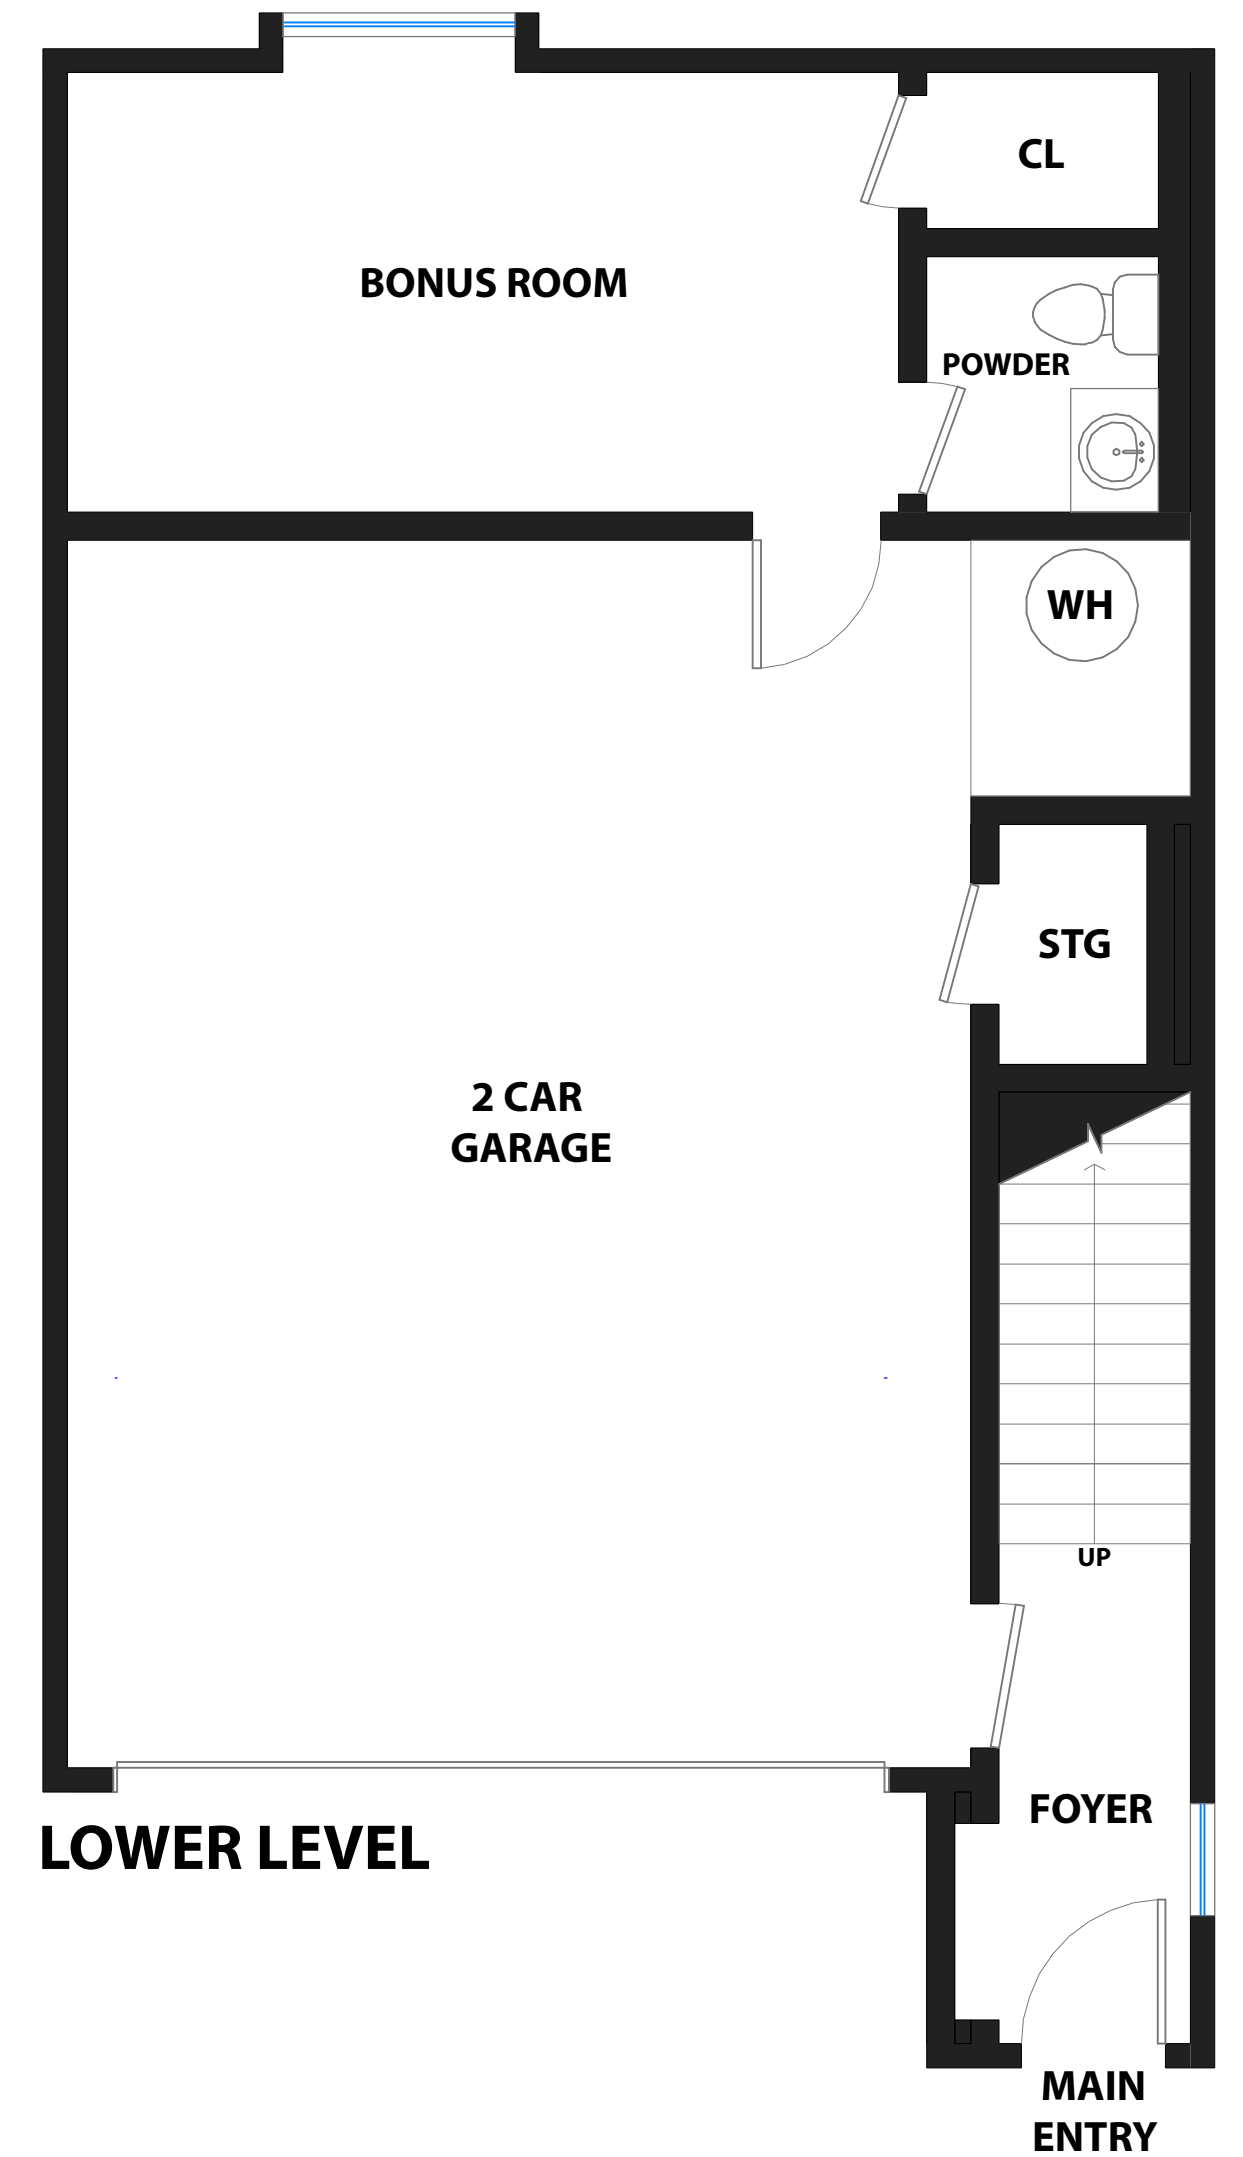 CL
BONUS ROOM
POWDER
WH
STG
2 CAR
GARAGE
UP
FOYER
LOWER LEVEL
MAIN
ENTRY